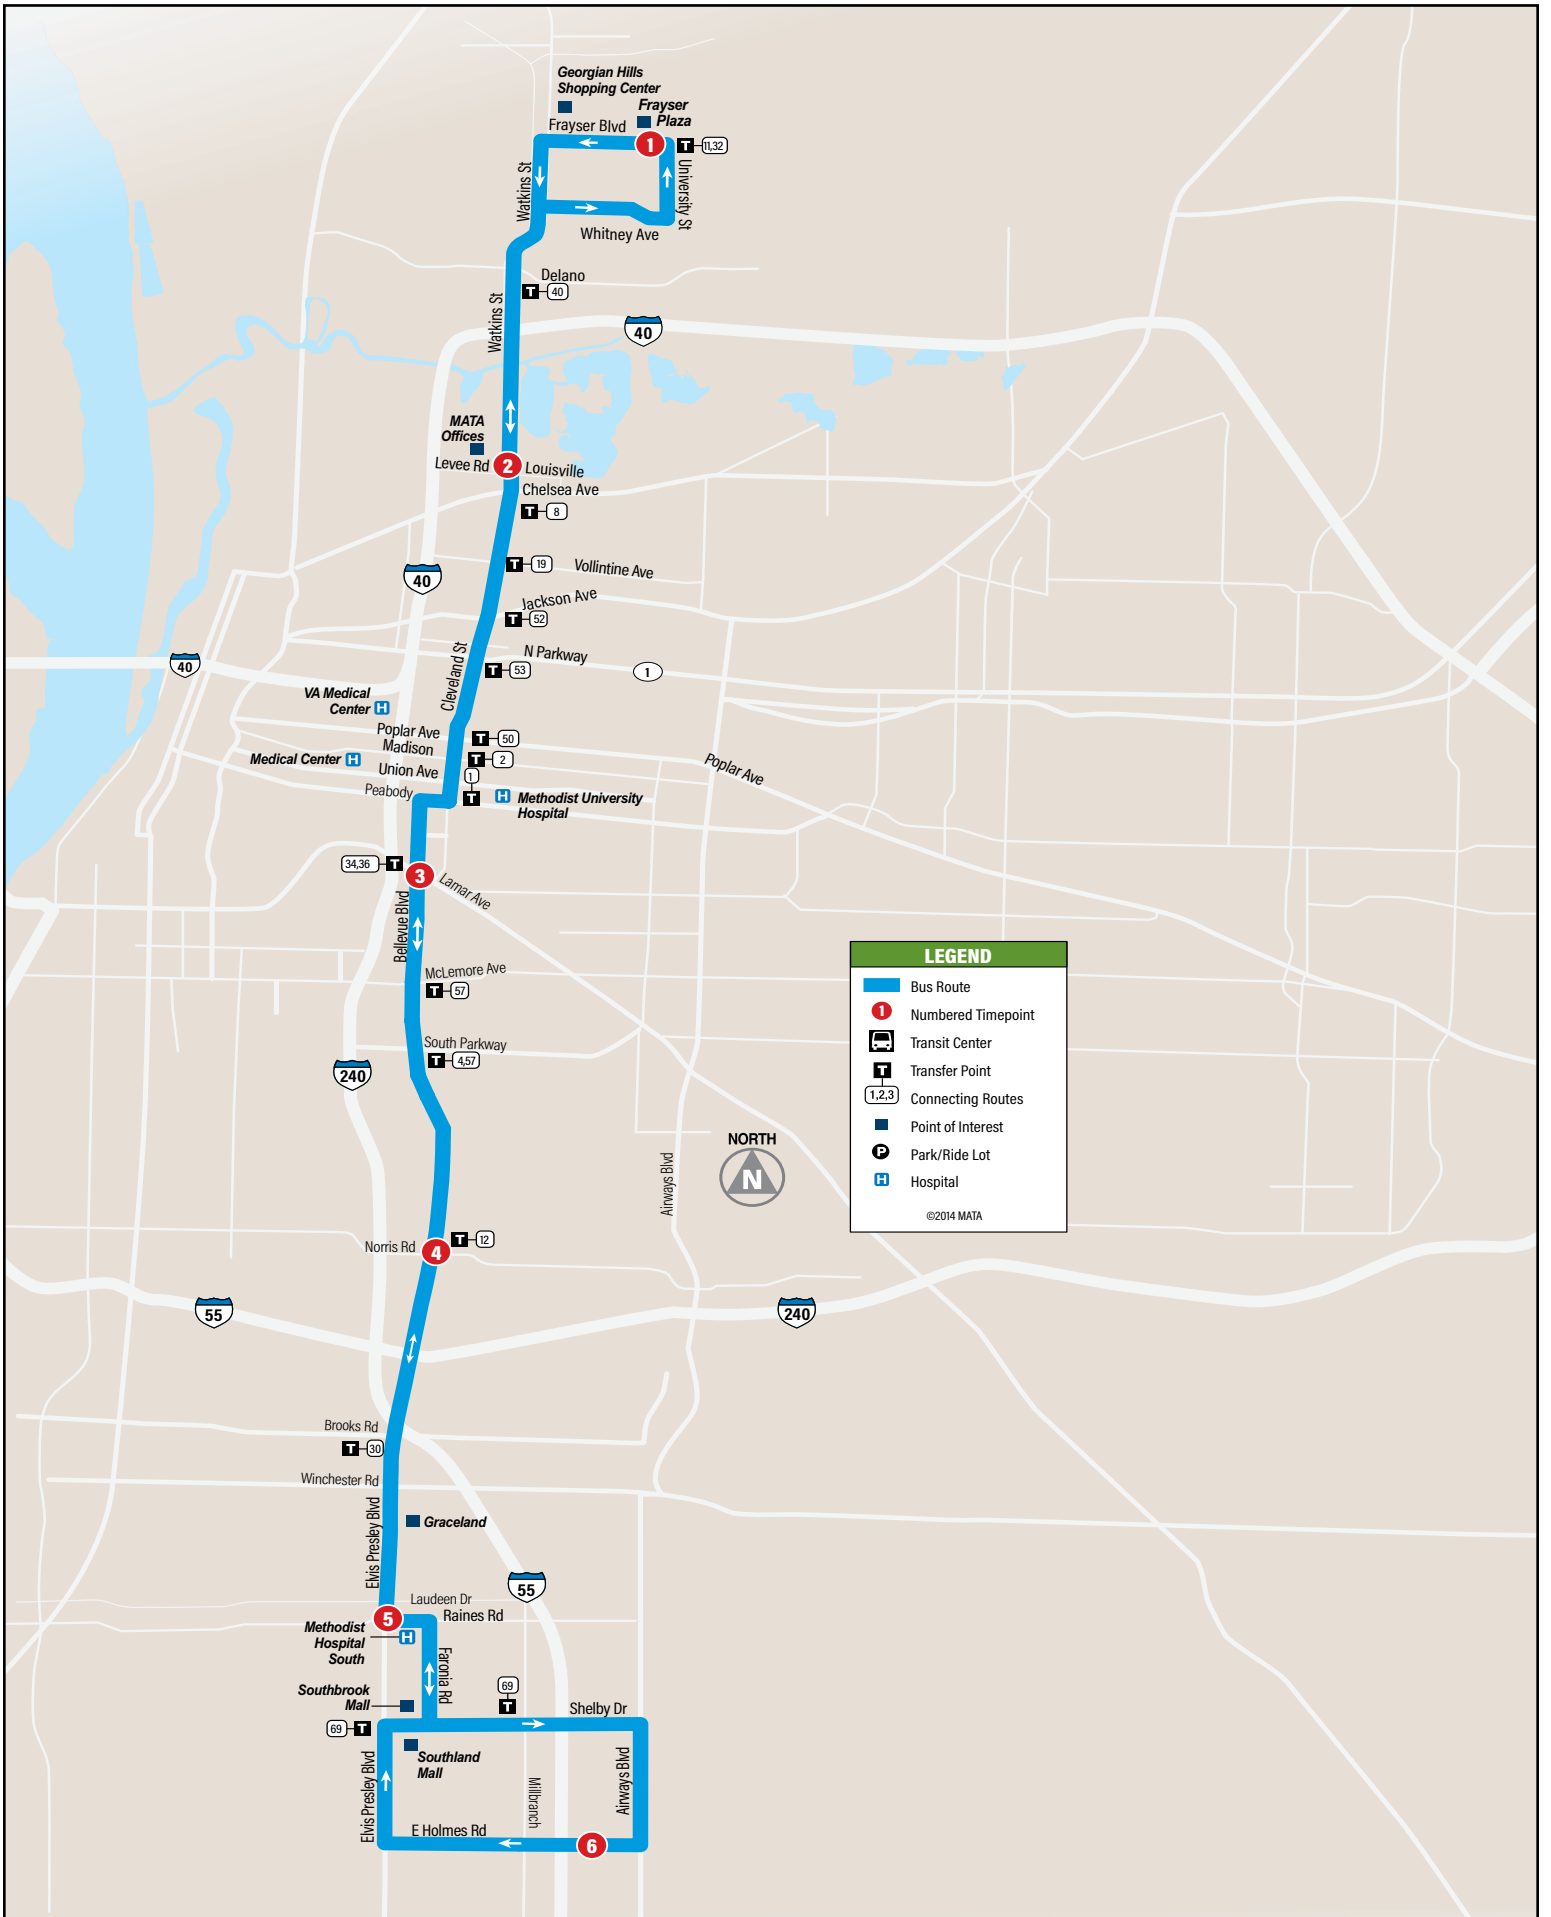 Georgian Hills
Shopping Center
Frayser
Plaza
Frayser Blvd
1
T
11,32
Watkins St
University St
Whitney Ave
Delano
T
40
Watkins St
40
MATA
Offices
Levee Rd
2
Louisville
Chelsea Ave
T
8
T
19
Vollintine Ave
40
Jackson Ave
T
52
N Parkway
Cleveland St
T
53
1
40
VA Medical
Center
H
Poplar Ave
T
50
Madison
Medical Center
H
T
2
Poplar Ave
Union Ave
1
Peabody
T
H
Methodist University
Hospital
34,36
T
3
Lamar Ave
Bellevue Blvd
McLemore Ave
T
57
South Parkway
T
4,57
240
LEGEND
Bus Route
1
Numbered Timepoint
Transit Center
T
Transfer Point
1,2,3
Connecting Routes
Point of Interest
P
Park/Ride Lot
H
Hospital
©2014 MATA
NORTH
N
Airways Blvd
Norris Rd
4
T
12
55
240
Brooks Rd
T
30
Winchester Rd
Elvis Presley Blvd
Graceland
55
Laudeen Dr
5
Raines Rd
Methodist
Hospital
South
H
Faronia Rd
Southbrook
Mall
69
T
Shelby Dr
69
T
Southland
Mall
Elvis Presley Blvd
Millbranch
Airways Blvd
E Holmes Rd
6